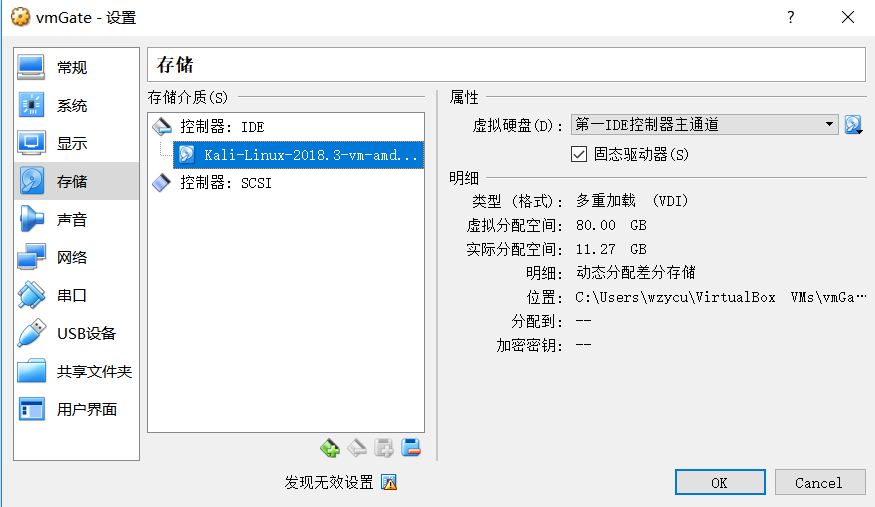 vmGate - 设置
?
常规
系统
显示
存储
声音
网络
串口
USB设备
共享文件夹
用户界面
存储
存储介质(S)
控制器: IDE
Kali-Linux-2018.3-vm-amd...
控制器: SCSI
属性
虚拟硬盘(D): 第一IDE控制器主通道
固态驱动器(S)
明细
类型 (格式): 多重加载 (VDI)
虚拟分配空间: 80.00 GB
实际分配空间: 11.27 GB
明细: 动态分配差分存储
位置: C:\Users\wzycu\VirtualBox VMs\vmGa…
分配到: --
加密密钥: --
发现无效设置
OK
Cancel